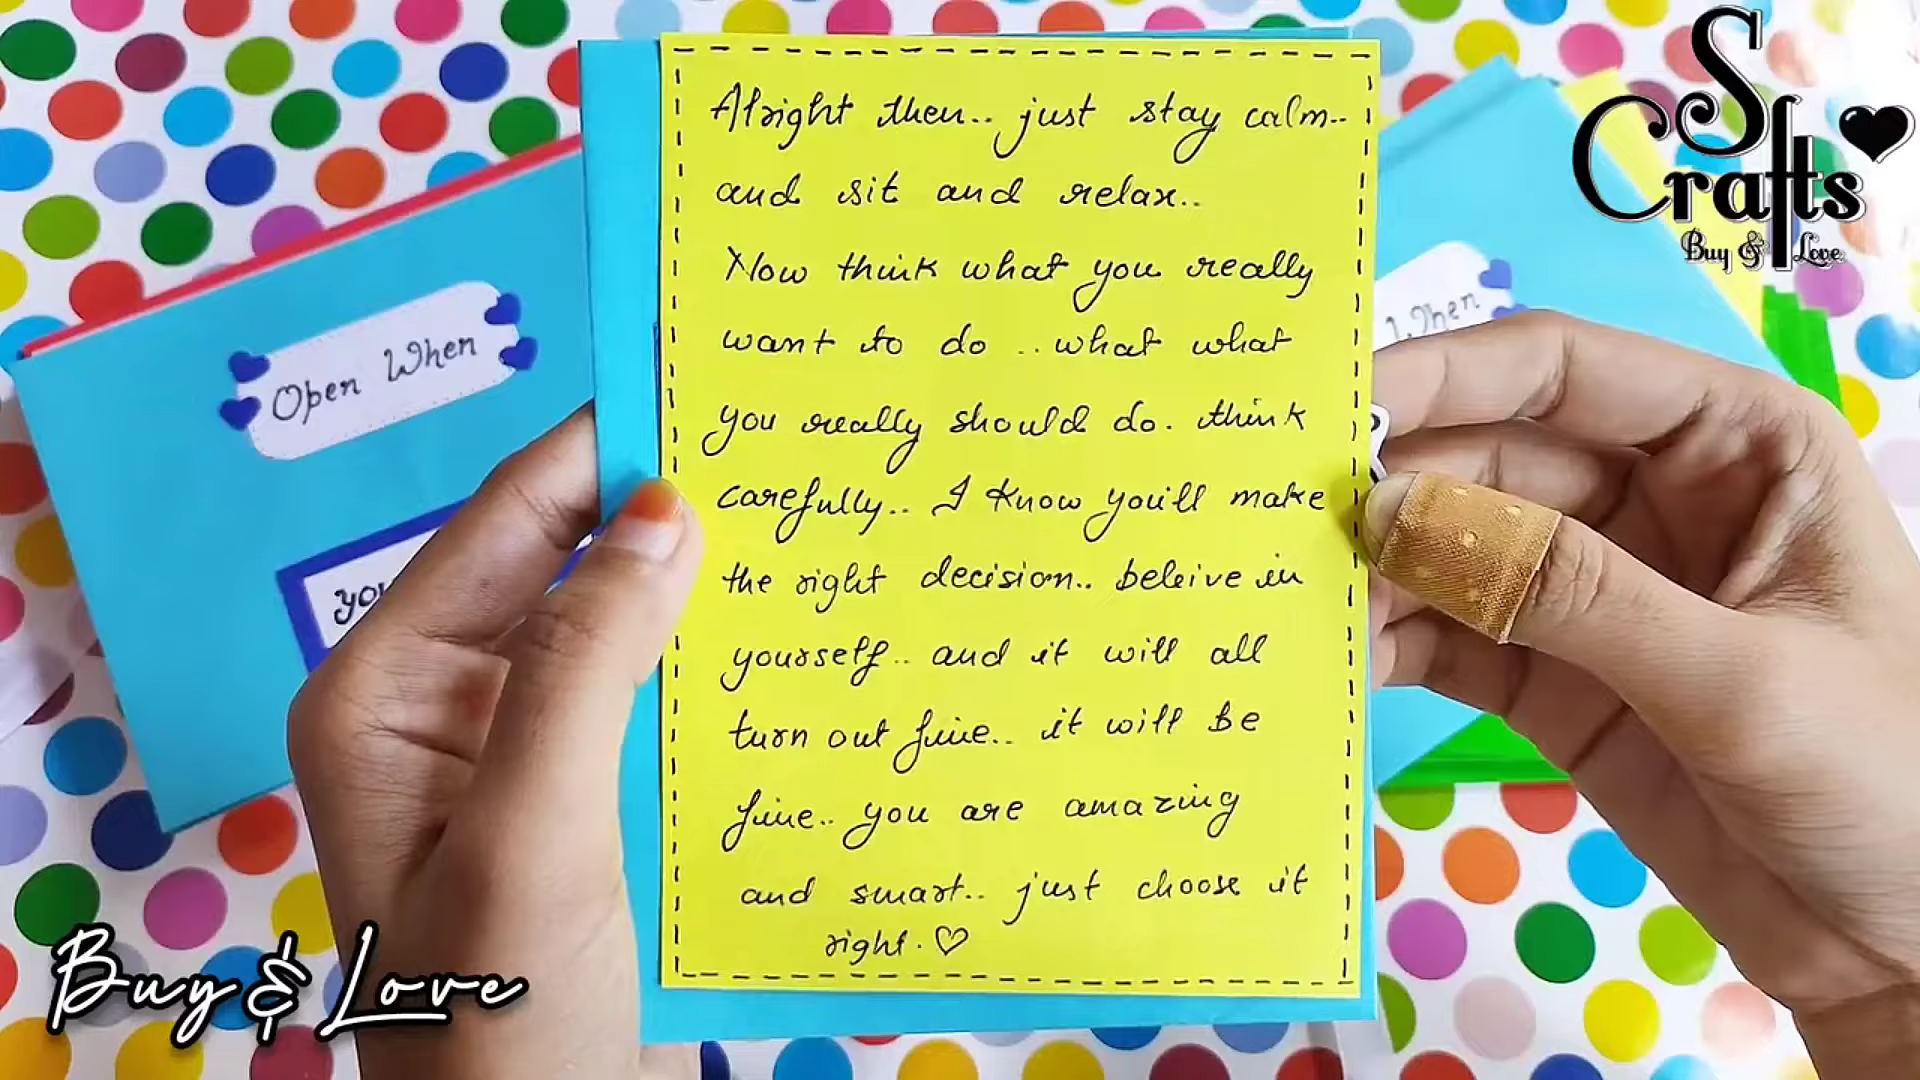 Alright then.. just stay calm..
and sit and relax..
Now think what you really
want to do .. what what
you really should do. think
carefully.. I know you'll make
the right decision.. beleive in
yourself.. and it will all
turn out fine.. it will be
fine.. you are amazing
and smart.. just choose it
right. ♡
Open When
you
When
S Crafts
Buy & Love
Buy & Love